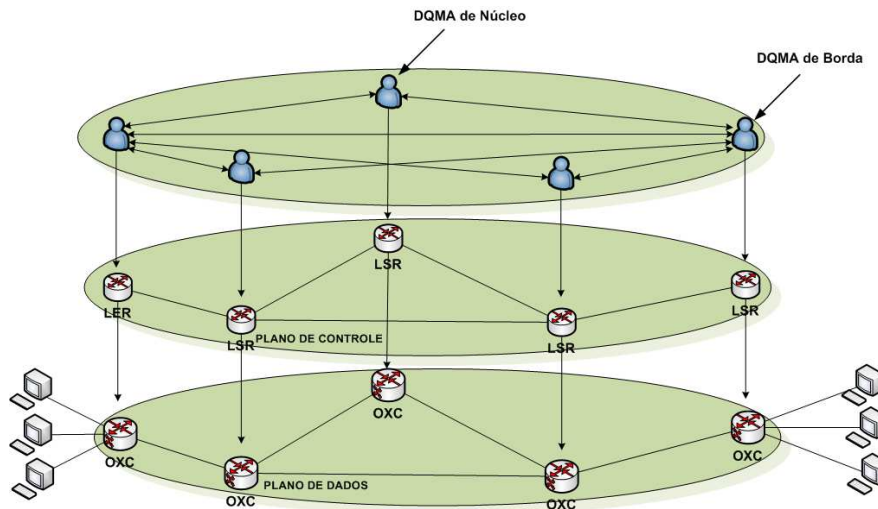 DQMA de Núcleo
DQMA de Borda
LSR
LER
LSR
LSR
PLANO DE CONTROLE
LSR
OXC
OXC
OXC
OXC
PLANO DE DADOS
OXC